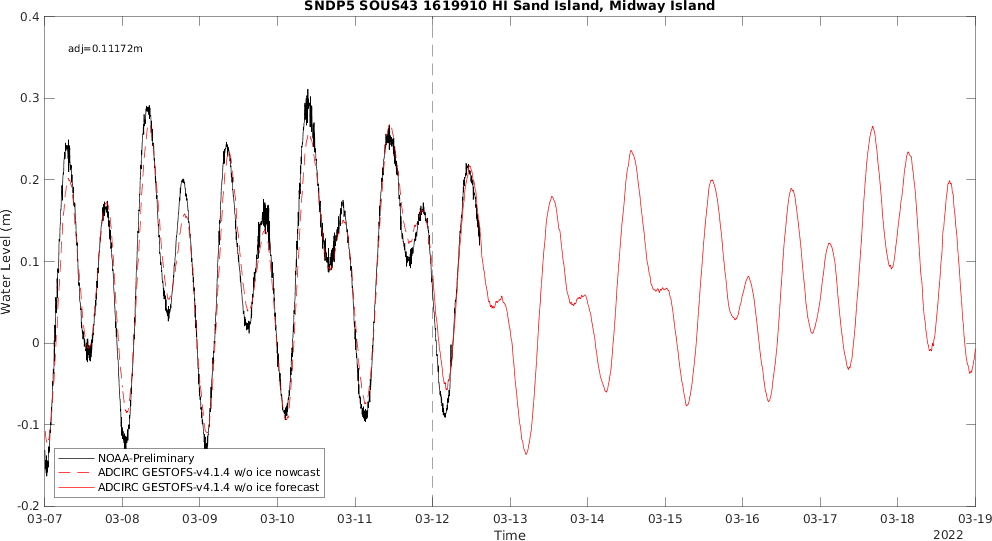 SNDP5 SOUS43 1619910 HI Sand Island, Midway Island
0.4
adj=0.11172m
0.3
0.2
0.1
0
-0.1
-0.2
Water Level (m)
NOAA-Preliminary
ADCIRC GESTOFS-v4.1.4 w/o ice nowcast
ADCIRC GESTOFS-v4.1.4 w/o ice forecast
03-07 03-08 03-09 03-10 03-11 03-12 03-13 03-14 03-15 03-16 03-17 03-18 03-19
Time
2022